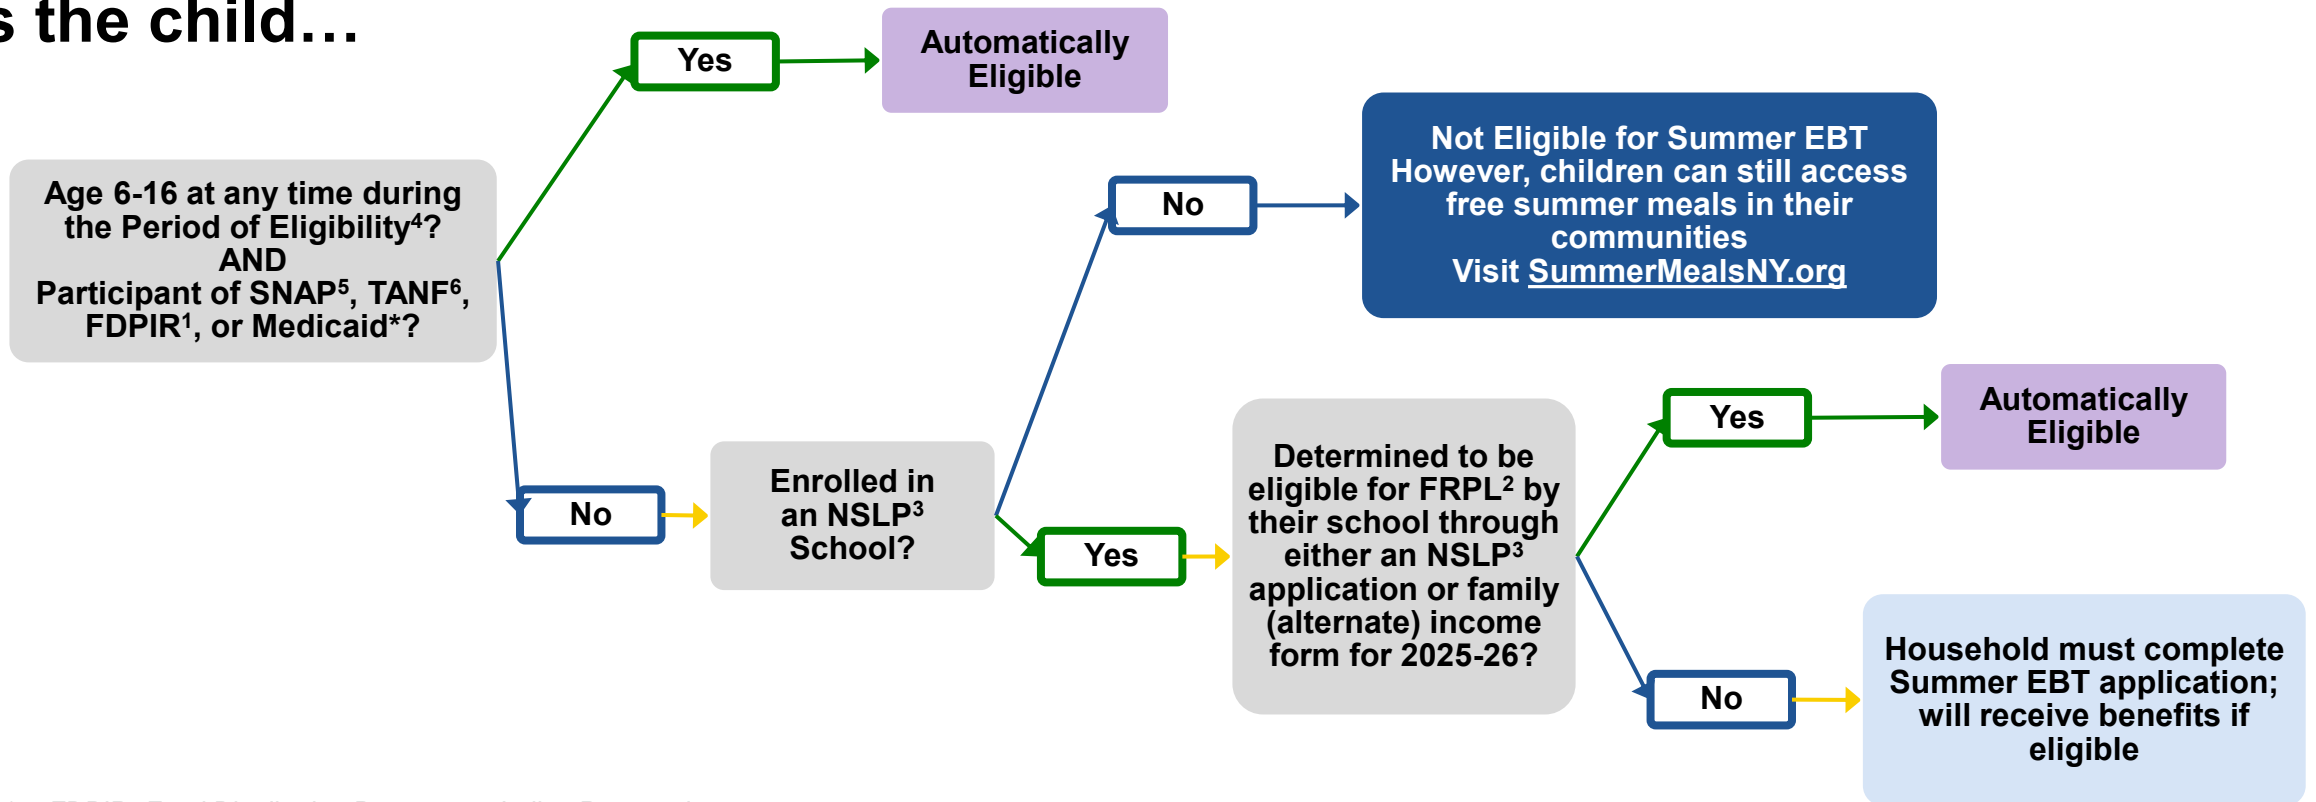 s the child…
Yes
Automatically
Eligible
Age 6-16 at any time during
the Period of Eligibility⁴?
AND
Participant of SNAP⁵, TANF⁶,
FDPIR¹, or Medicaid*?
No
Not Eligible for Summer EBT
However, children can still access
free summer meals in their
communities
Visit SummerMealsNY.org
No
Enrolled in
an NSLP³
School?
Yes
Determined to be
eligible for FRPL² by
their school through
either an NSLP³
application or family
(alternate) income
form for 2025-26?
Yes
Automatically
Eligible
No
Household must complete
Summer EBT application;
will receive benefits if
eligible